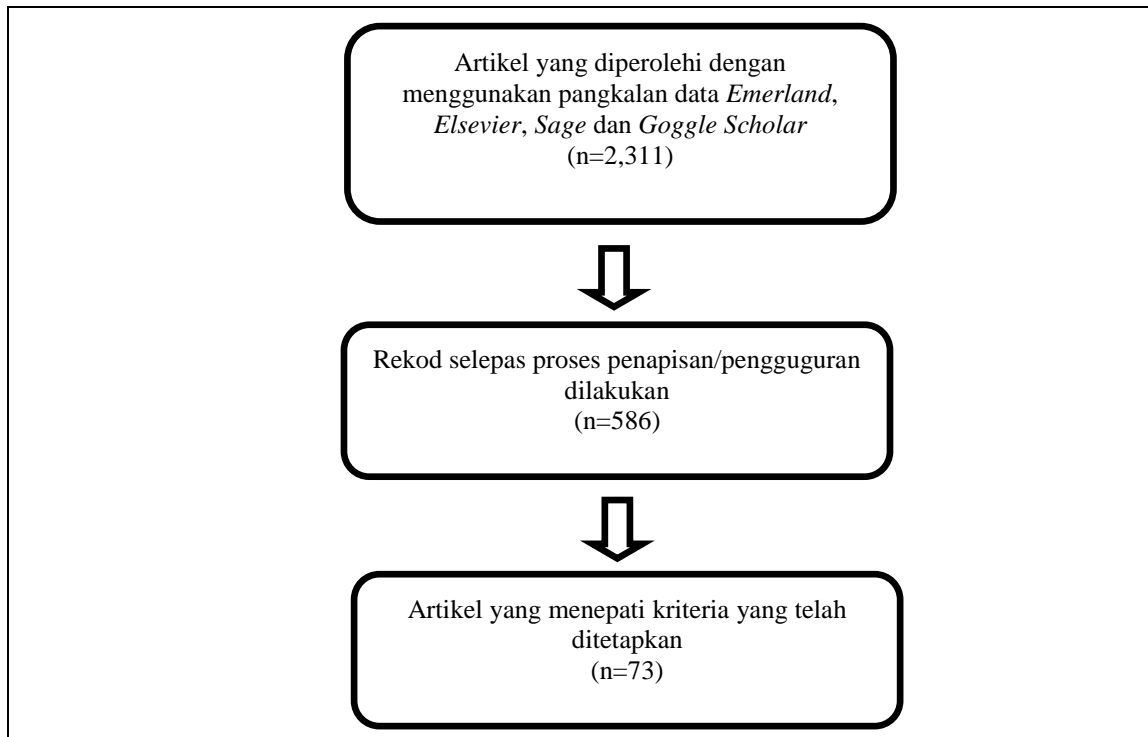 Artikel yang diperolehi dengan
menggunakan pangkalan data Emerland,
Elsevier, Sage dan Goggle Scholar
(n=2,311)
Rekod selepas proses penapisan/pengguguran
dilakukan
(n=586)
Artikel yang menepati kriteria yang telah
ditetapkan
(n=73)